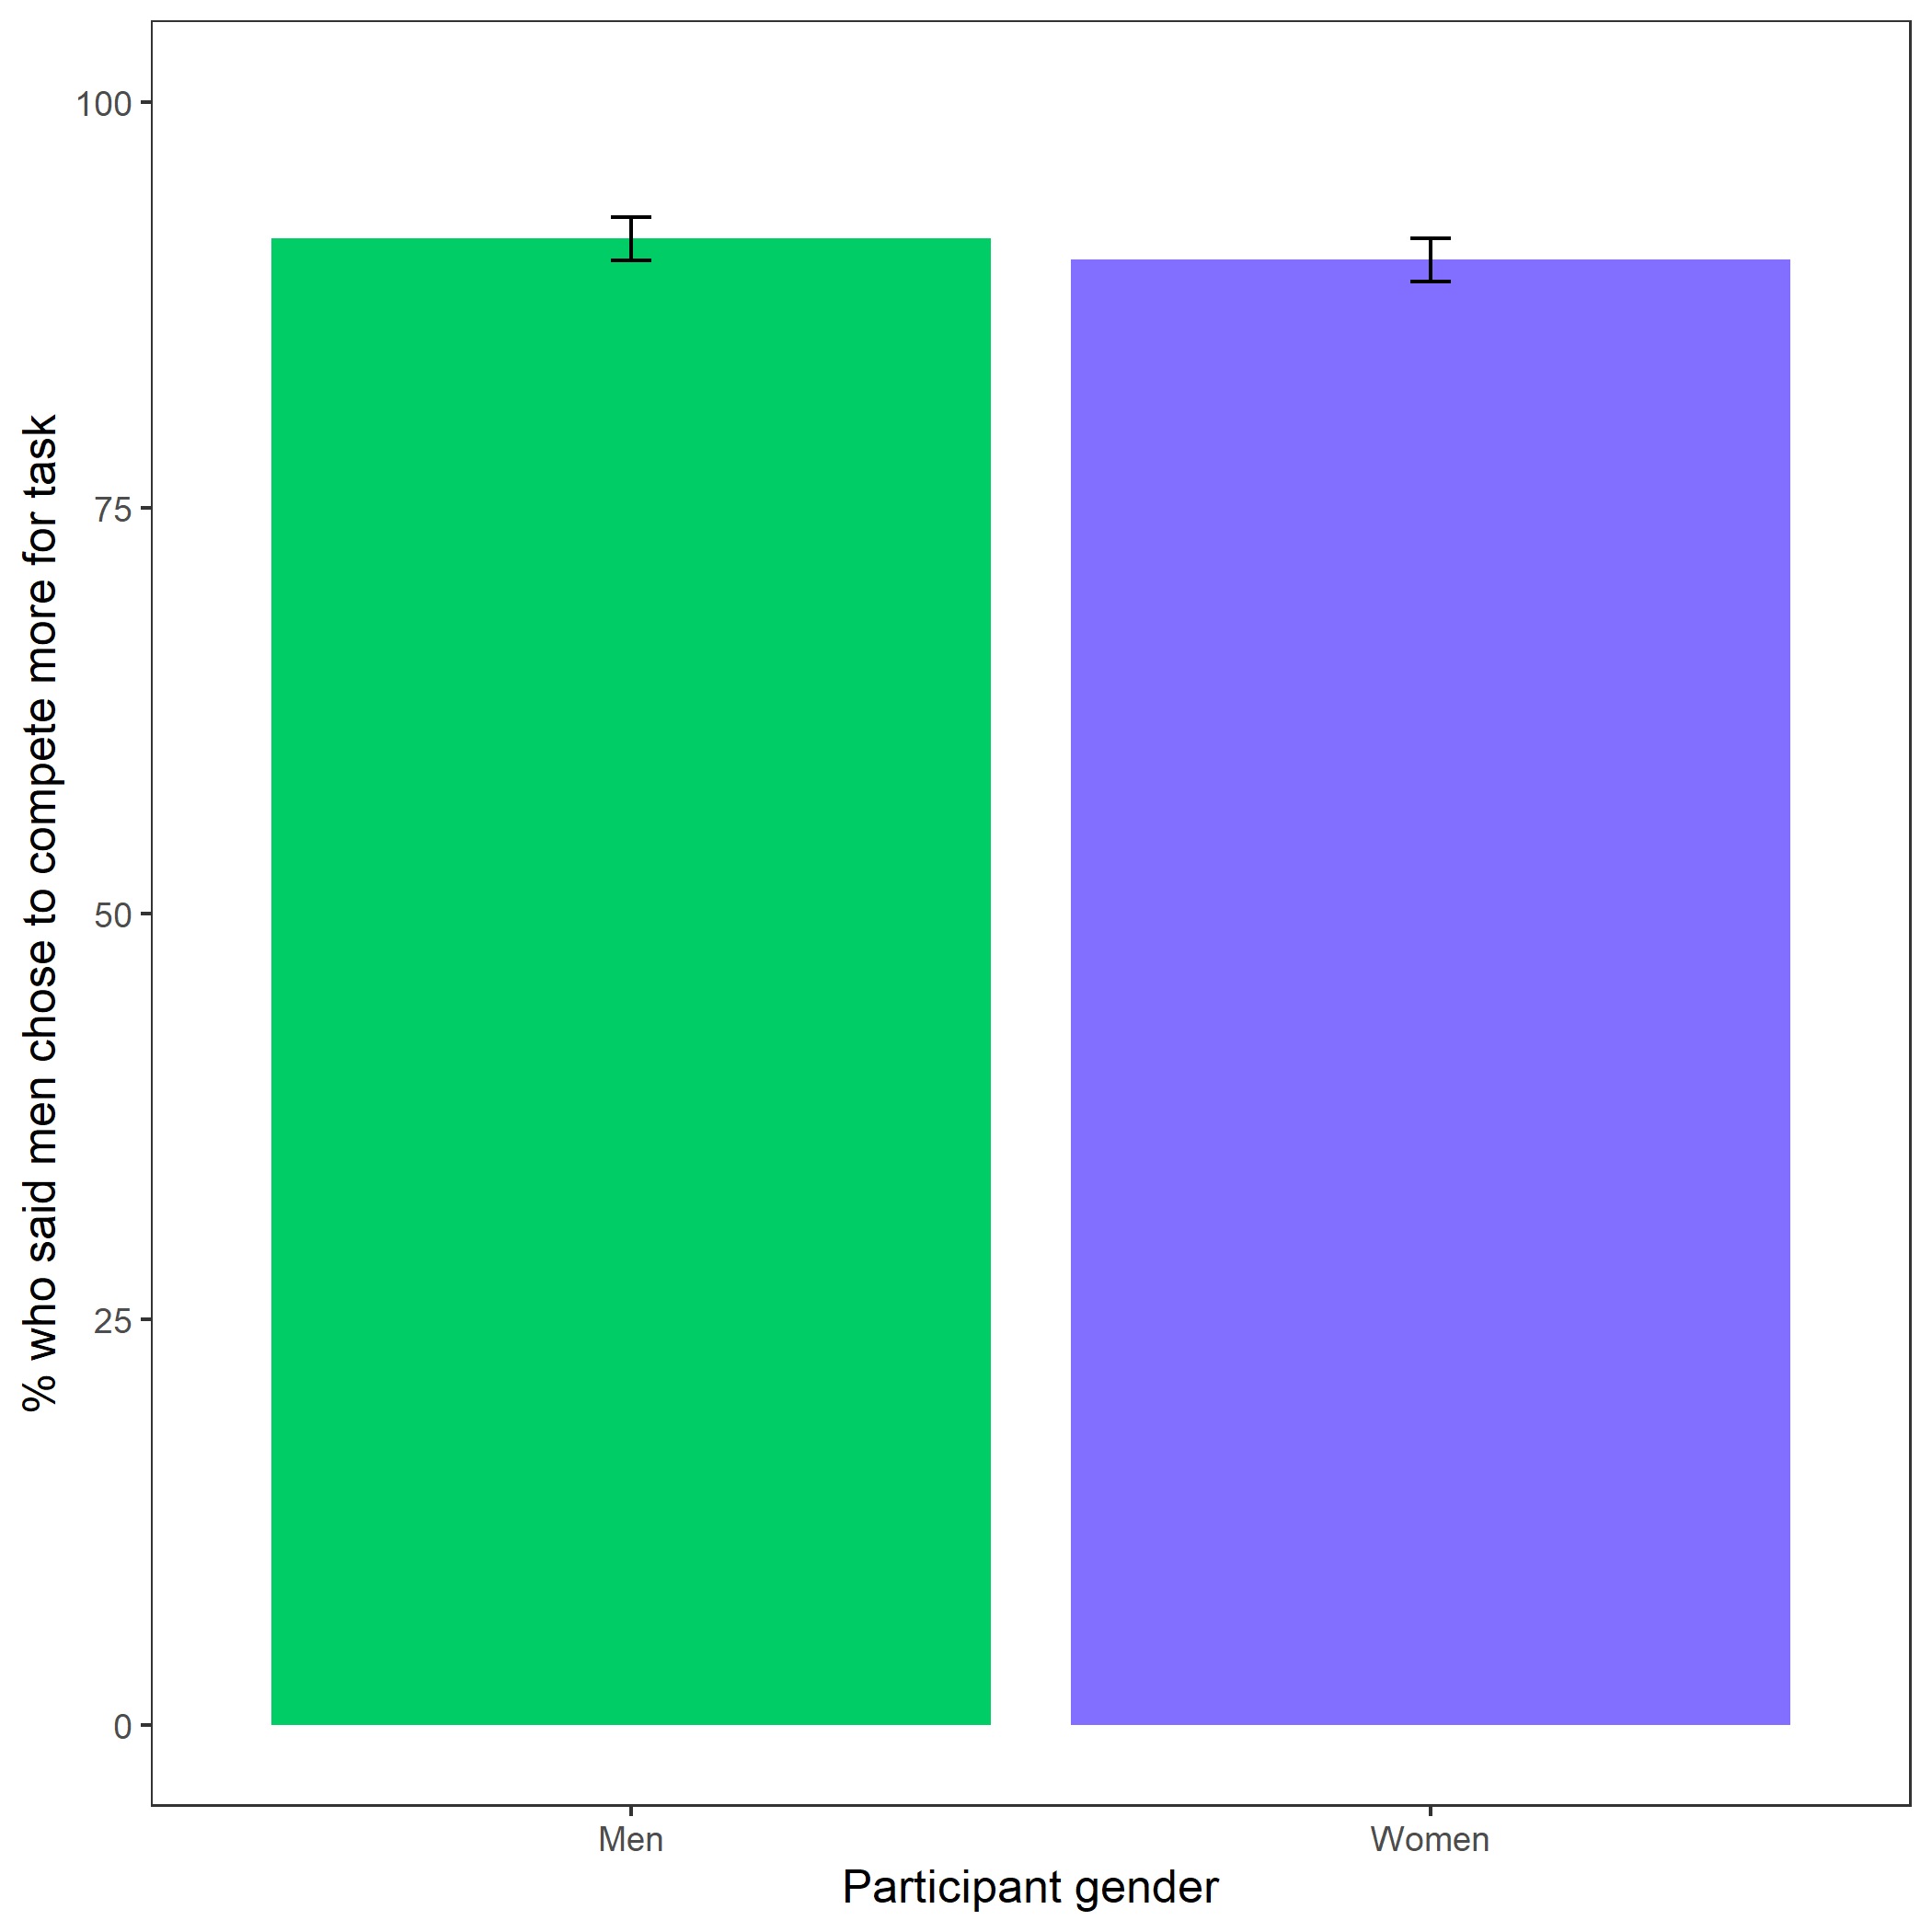 % who said men chose to compete more for task
100
75
50
25
0
Men
Women
Participant gender